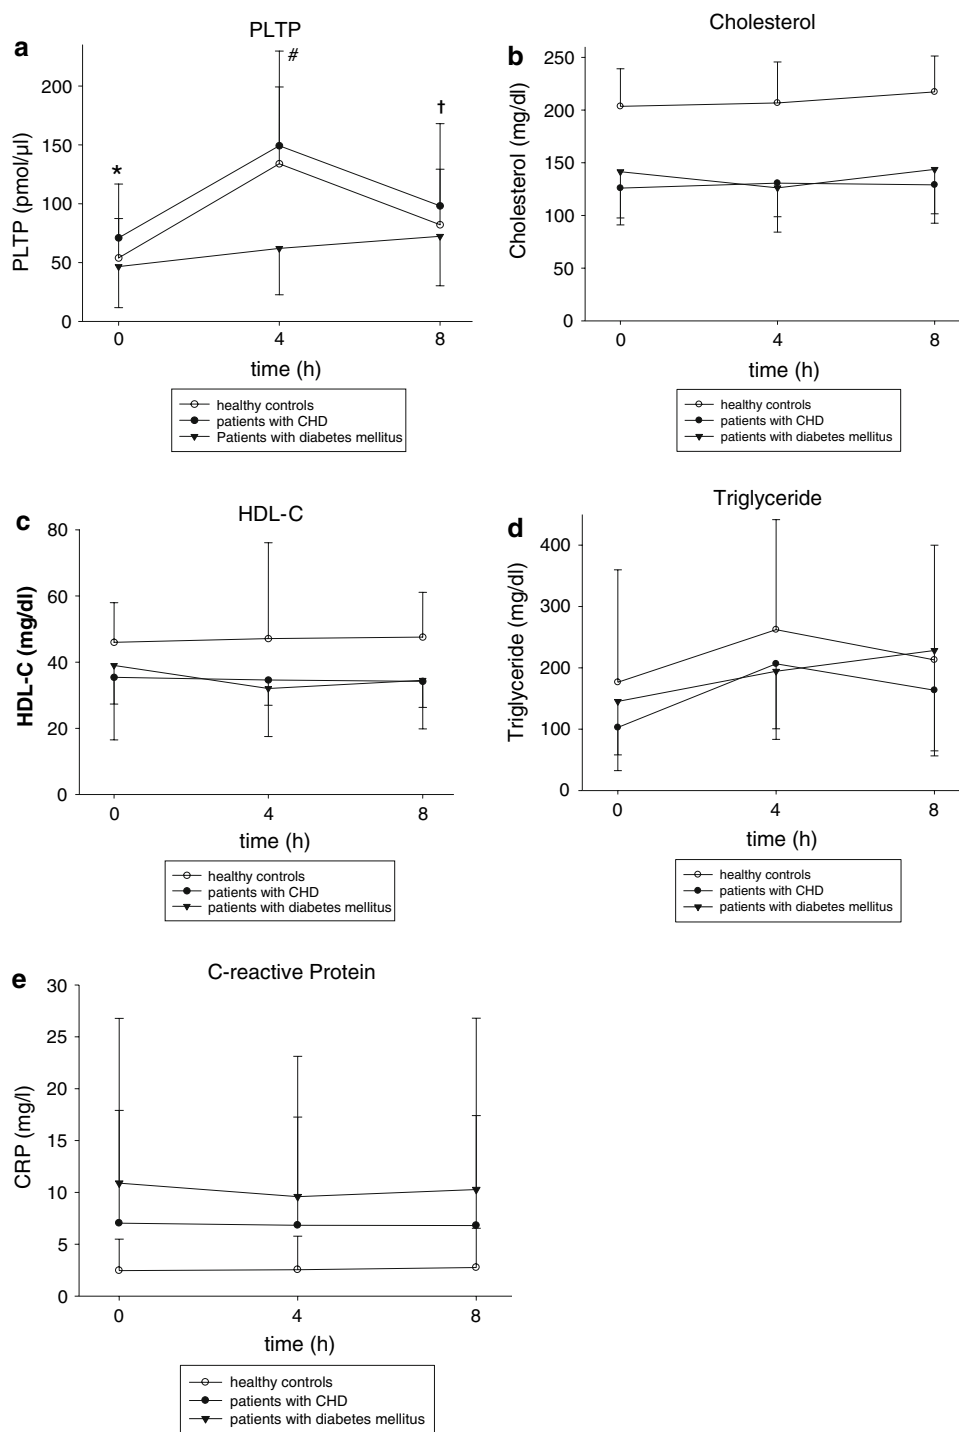 a
PLTP
PLTP (pmol/µl)
200
150
100
50
0
*
#
†
0 4 8
time (h)
healthy controls
patients with CHD
Patients with diabetes mellitus
b
Cholesterol
Cholesterol (mg/dl)
250
200
150
100
50
0
0 4 8
time (h)
healthy controls
patients with CHD
patients with diabetes mellitus
c
HDL-C
HDL-C (mg/dl)
80
60
40
20
0
0 4 8
time (h)
healthy controls
patients with CHD
patients with diabetes mellitus
d
Triglyceride
Triglyceride (mg/dl)
400
300
200
100
0
0 4 8
time (h)
healthy controls
patients with CHD
patients with diabetes mellitus
e
C-reactive Protein
CRP (mg/l)
30
25
20
15
10
5
0
0 4 8
time (h)
healthy controls
patients with CHD
patients with diabetes mellitus